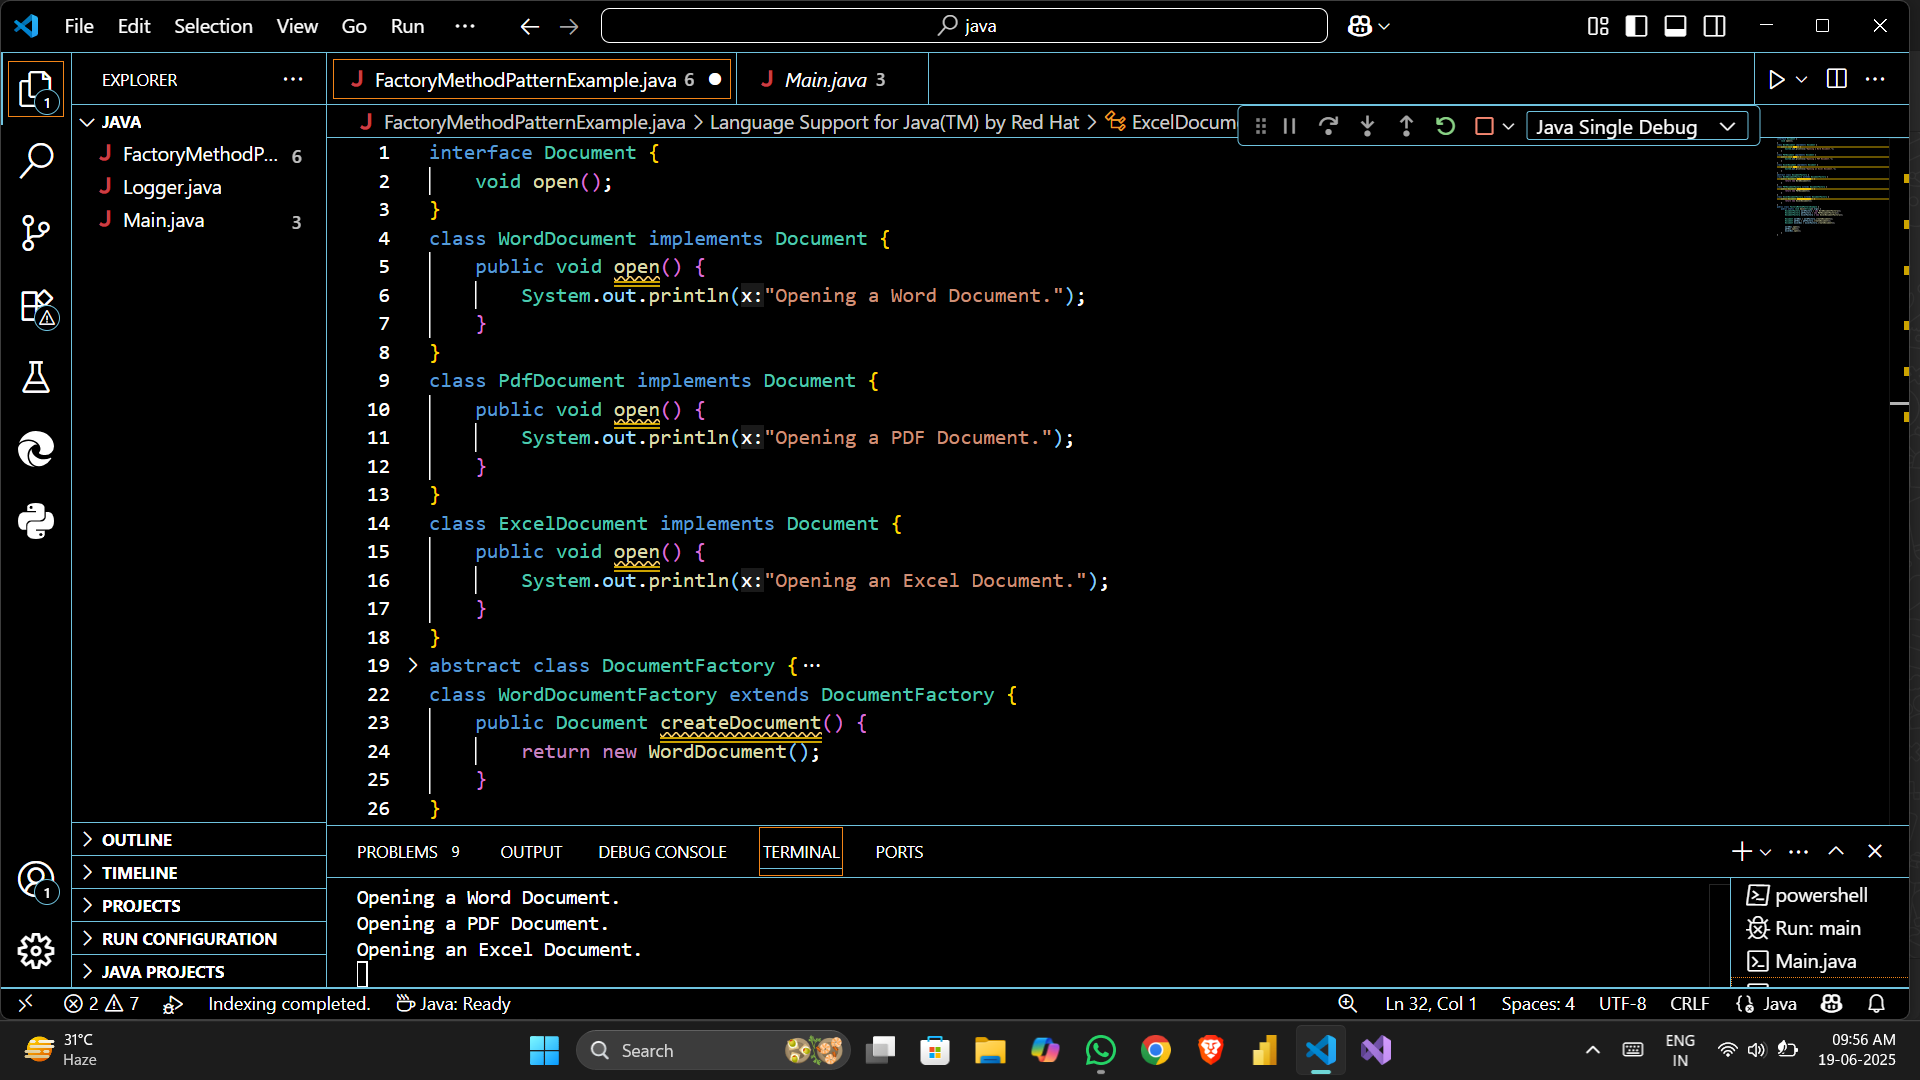 File Edit Selection View Go Run ··· java
EXPLORER
FactoryMethodPatternExample.java 6
Main.java 3
JAVA
FactoryMethodP... 6
Logger.java
Main.java 3
FactoryMethodPatternExample.java > Language Support for Java(TM) by Red Hat > ExcelDocum
Java Single Debug
1 interface Document {
2 void open();
3 }
4 class WordDocument implements Document {
5 public void open() {
6 System.out.println(x:"Opening a Word Document.");
7 }
8 }
9 class PdfDocument implements Document {
10 public void open() {
11 System.out.println(x:"Opening a PDF Document.");
12 }
13 }
14 class ExcelDocument implements Document {
15 public void open() {
16 System.out.println(x:"Opening an Excel Document.");
17 }
18 }
19 abstract class DocumentFactory {···
22 class WordDocumentFactory extends DocumentFactory {
23 public Document createDocument() {
24 return new WordDocument();
25 }
26 }
OUTLINE
TIMELINE
PROJECTS
RUN CONFIGURATION
JAVA PROJECTS
PROBLEMS 9 OUTPUT DEBUG CONSOLE TERMINAL PORTS
Opening a Word Document.
Opening a PDF Document.
Opening an Excel Document.
powershell
Run: main
Main.java
1
1
2 7 Indexing completed. Java: Ready
Ln 32, Col 1 Spaces: 4 UTF-8 CRLF {} Java
31°C
Haze
Search
ENG
IN
09:56 AM
19-06-2025